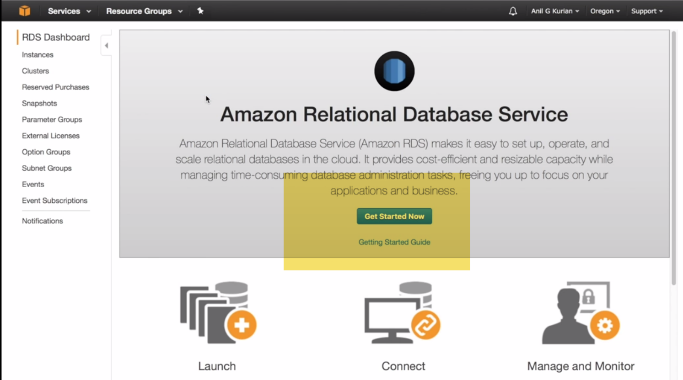 Services Resource Groups Anil G Kurian Oregon Support
RDS Dashboard
Instances
Clusters
Reserved Purchases
Snapshots
Parameter Groups
External Licenses
Option Groups
Subnet Groups
Events
Event Subscriptions
Notifications
Amazon Relational Database Service
Amazon Relational Database Service (Amazon RDS) makes it easy to set up, operate, and
scale relational databases in the cloud. It provides cost-efficient and resizable capacity while
managing time-consuming database administration tasks, freeing you up to focus on your
applications and business.
Get Started Now
Getting Started Guide
Launch Connect Manage and Monitor